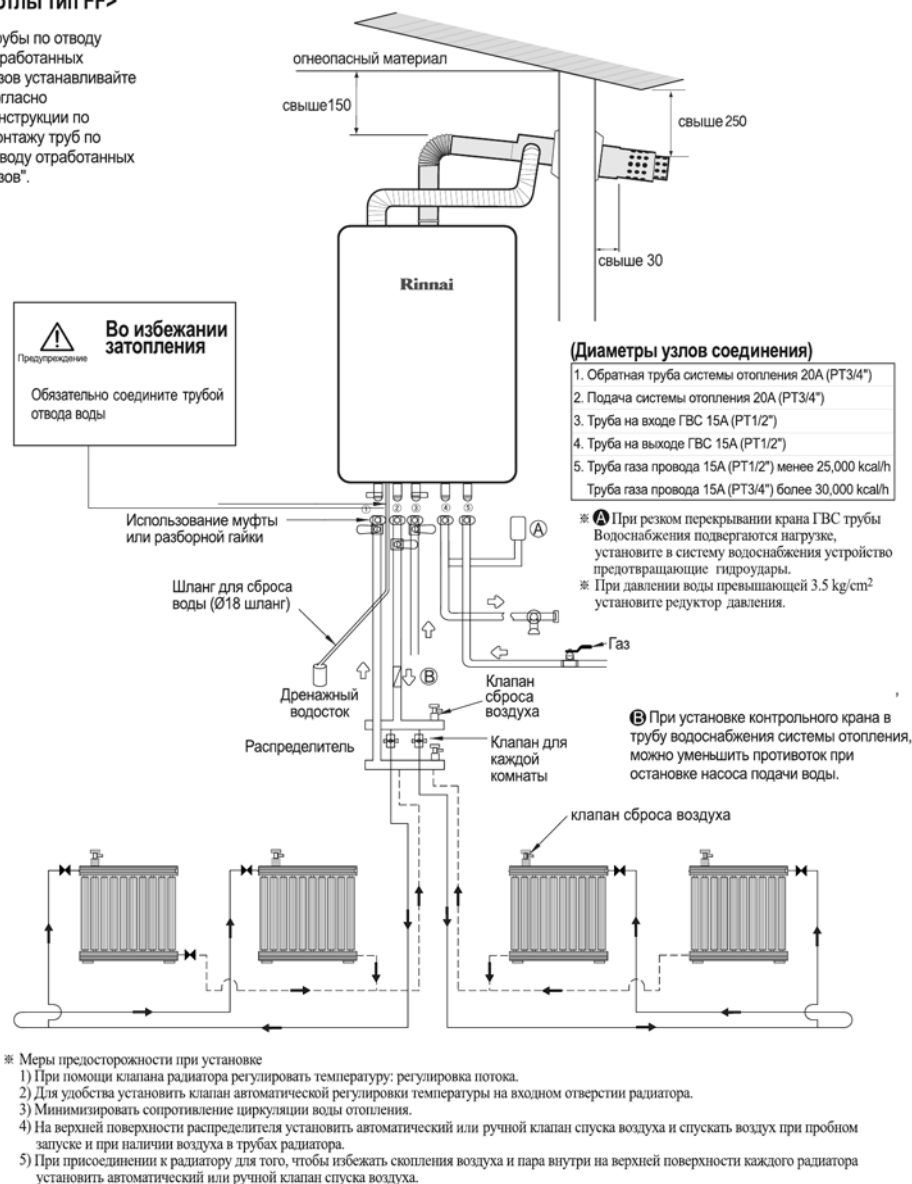 ТИП FF>
по отводу
отработанных
устанавливайте
согласно
инструкции по
монтажу труб по
отводу отработанных
огнеопасный материал
свыше150
свыше 250
свыше 30
Rinnai
Предупреждение
Во избежании
затопления
Обязательно соедините трубой
отвода воды
(Диаметры узлов соединения)
1. Обратная труба системы отопления 20A (PT3/4")
2. Подача системы отопления 20A (PT3/4")
3. Труба на входе ГВС 15A (PT1/2")
4. Труба на выходе ГВС 15A (PT1/2")
5. Труба газа провода 15A (PT1/2") менее 25,000 kcal/h
Труба газа провода 15A (PT3/4") более 30,000 kcal/h
① ② ③ ④ ⑤
Использование муфты
или разборной гайки
Ⓐ
※ Ⓐ При резком перекрывании крана ГВС трубы
Водоснабжения подвергаются нагрузке,
установите в систему водоснабжения устройство
предотвращающие гидроудары.
※ При давлении воды превышающей 3.5 kg/cm²
установите редуктор давления.
Шланг для сброса
воды (Ø18 шланг)
Газ
Дренажный
водосток
Ⓑ
Клапан
сброса
воздуха
Распределитель
Клапан для
каждой
комнаты
Ⓑ При установке контрольного крана в
трубу водоснабжения системы отопления,
можно уменьшить противоток при
остановке насоса подачи воды.
клапан сброса воздуха
※ Меры предосторожности при установке
1) При помощи клапана радиатора регулировать температуру: регулировка потока.
2) Для удобства установить клапан автоматической регулировки температуры на входном отверстии радиатора.
3) Минимизировать сопротивление циркуляции воды отопления.
4) На верхней поверхности распределителя установить автоматический или ручной клапан спуска воздуха и спускать воздух при пробном
запуске и при наличии воздуха в трубах радиатора.
5) При присоединении к радиатору для того, чтобы избежать скопления воздуха и пара внутри на верхней поверхности каждого радиатора
установить автоматический или ручной клапан спуска воздуха.